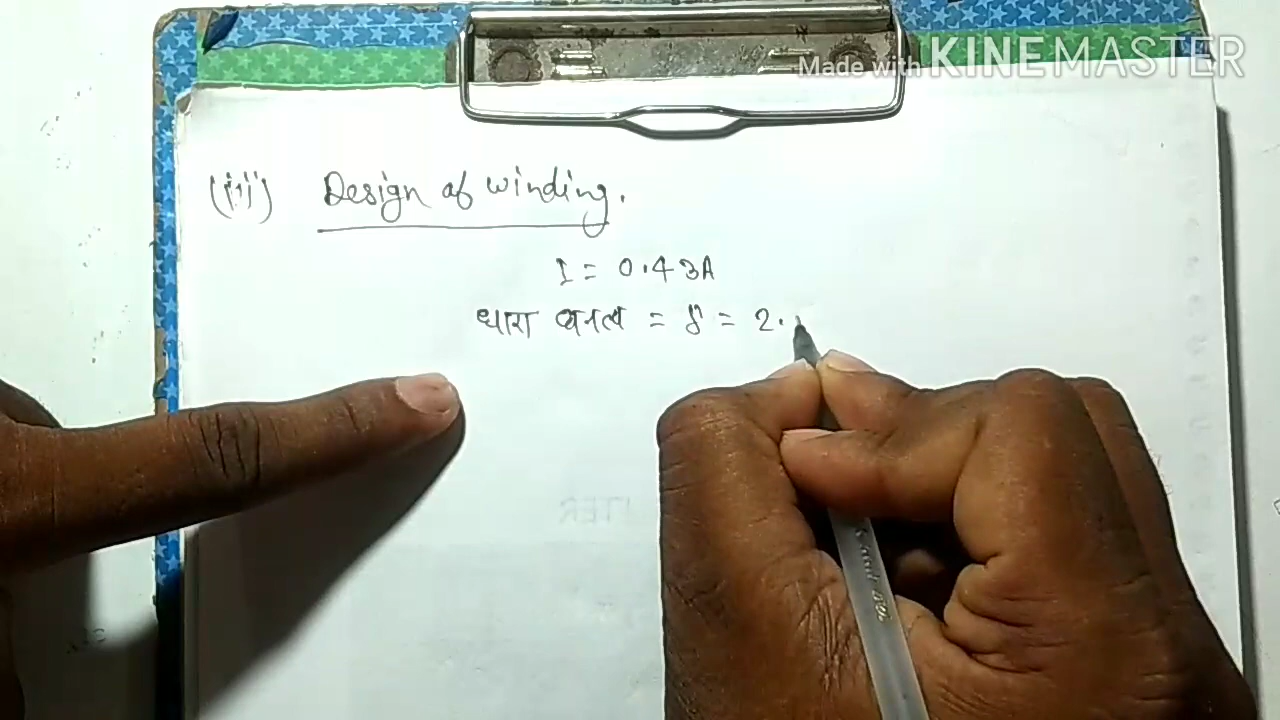 Made with KINEMASTER
(iii) Design of winding.
I = 0.43A
धारा घनत्व = δ = 2.